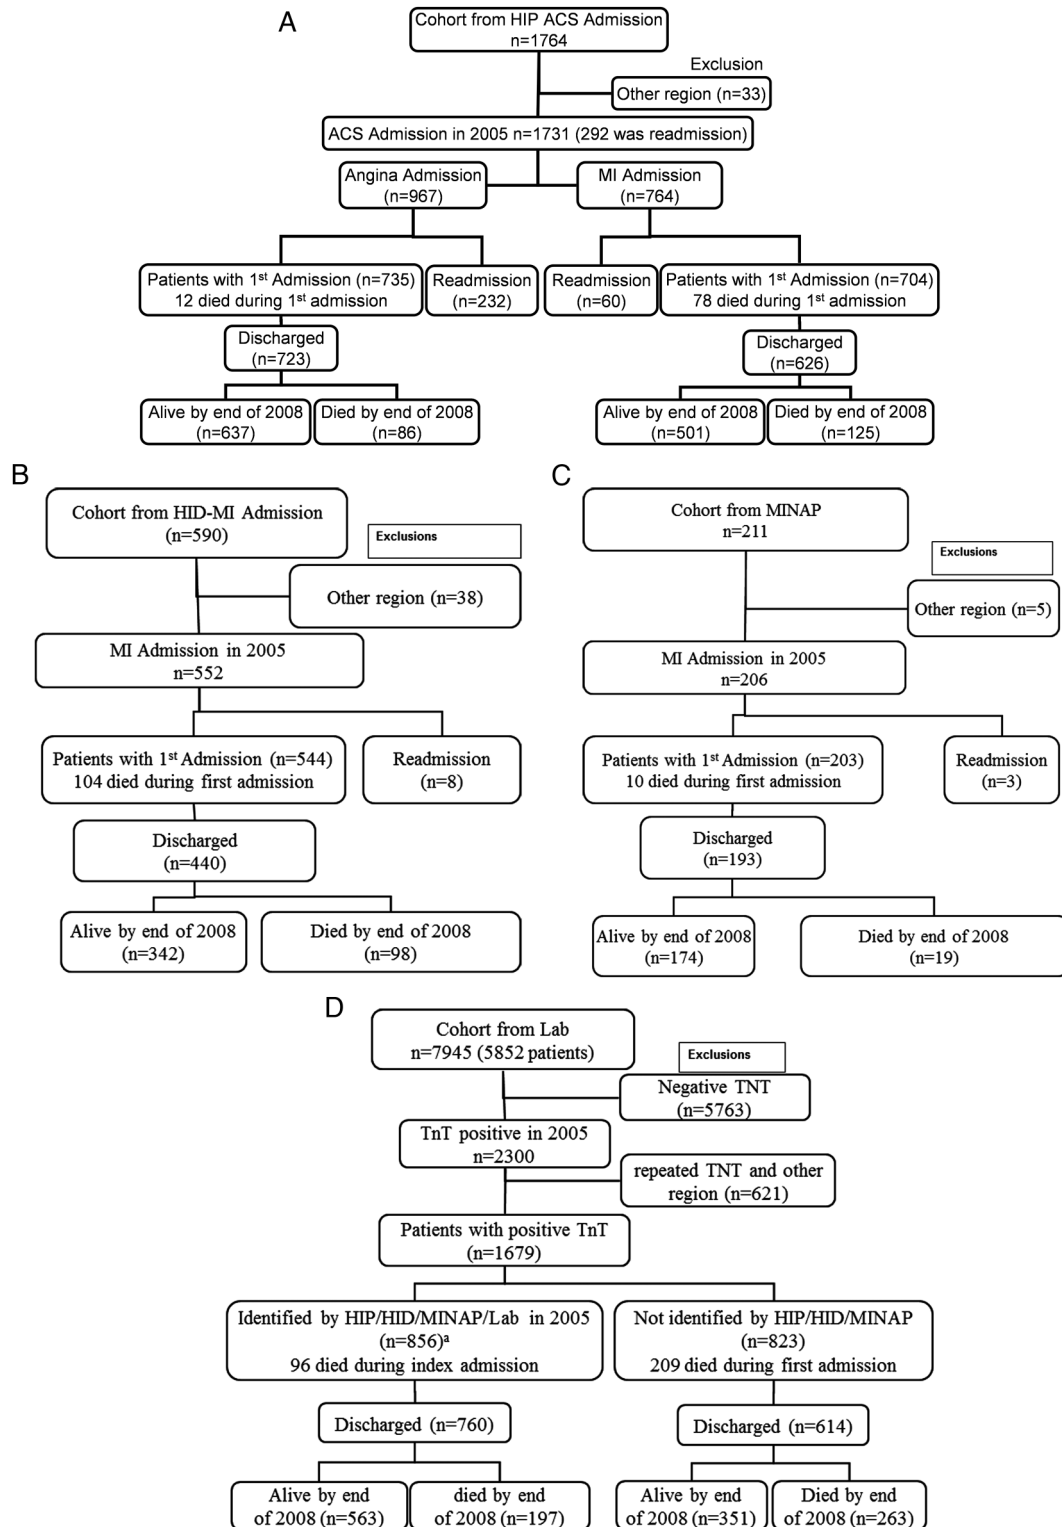 A
Cohort from HIP ACS Admission
n=1764
Exclusion
Other region (n=33)
ACS Admission in 2005 n=1731 (292 was readmission)
Angina Admission
(n=967)
MI Admission
(n=764)
Patients with 1st Admission (n=735)
12 died during 1st admission
Readmission
(n=232)
Readmission
(n=60)
Patients with 1st Admission (n=704)
78 died during 1st admission
Discharged
(n=723)
Discharged
(n=626)
Alive by end of 2008
(n=637)
Died by end of 2008
(n=86)
Alive by end of 2008
(n=501)
Died by end of 2008
(n=125)
B
Cohort from HID-MI Admission
(n=590)
Exclusions
Other region (n=38)
MI Admission in 2005
n=552
Patients with 1st Admission (n=544)
104 died during first admission
Readmission
(n=8)
Discharged
(n=440)
Alive by end of 2008
(n=342)
Died by end of 2008
(n=98)
C
Cohort from MINAP
n=211
Exclusions
Other region (n=5)
MI Admission in 2005
n=206
Patients with 1st Admission (n=203)
10 died during first admission
Readmission
(n=3)
Discharged
(n=193)
Alive by end of 2008
(n=174)
Died by end of 2008
(n=19)
D
Cohort from Lab
n=7945 (5852 patients)
Exclusions
Negative TNT
(n=5763)
TnT positive in 2005
n=2300
repeated TNT and other
region (n=621)
Patients with positive TnT
(n=1679)
Identified by HIP/HID/MINAP/Lab in 2005
(n=856)a
96 died during index admission
Not identified by HIP/HID/MINAP
(n=823)
209 died during first admission
Discharged (n=760)
Discharged (n=614)
Alive by end
of 2008 (n=563)
died by end
of 2008 (n=197)
Alive by end
of 2008 (n=351)
Died by end
of 2008 (n=263)